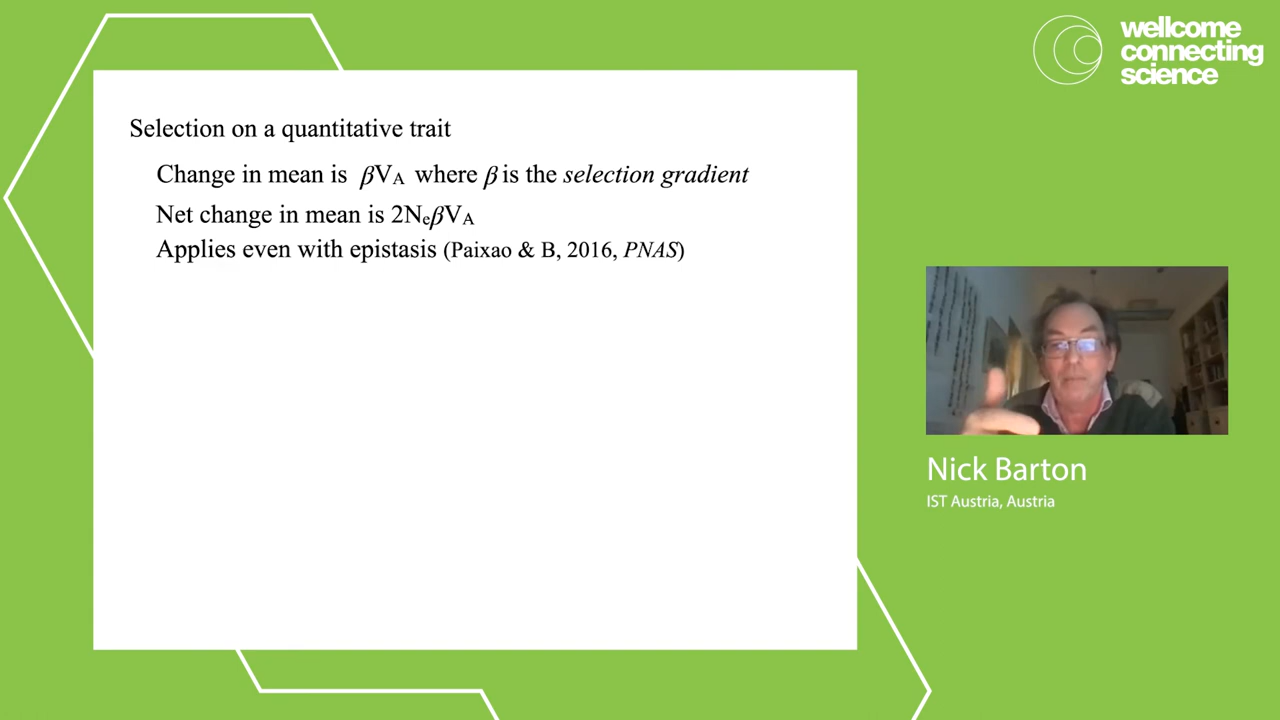 wellcome
connecting
science
Selection on a quantitative trait
Change in mean is βVA where β is the selection gradient
Net change in mean is 2NeβVA
Applies even with epistasis (Paixao & B, 2016, PNAS)
Nick Barton
IST Austria, Austria